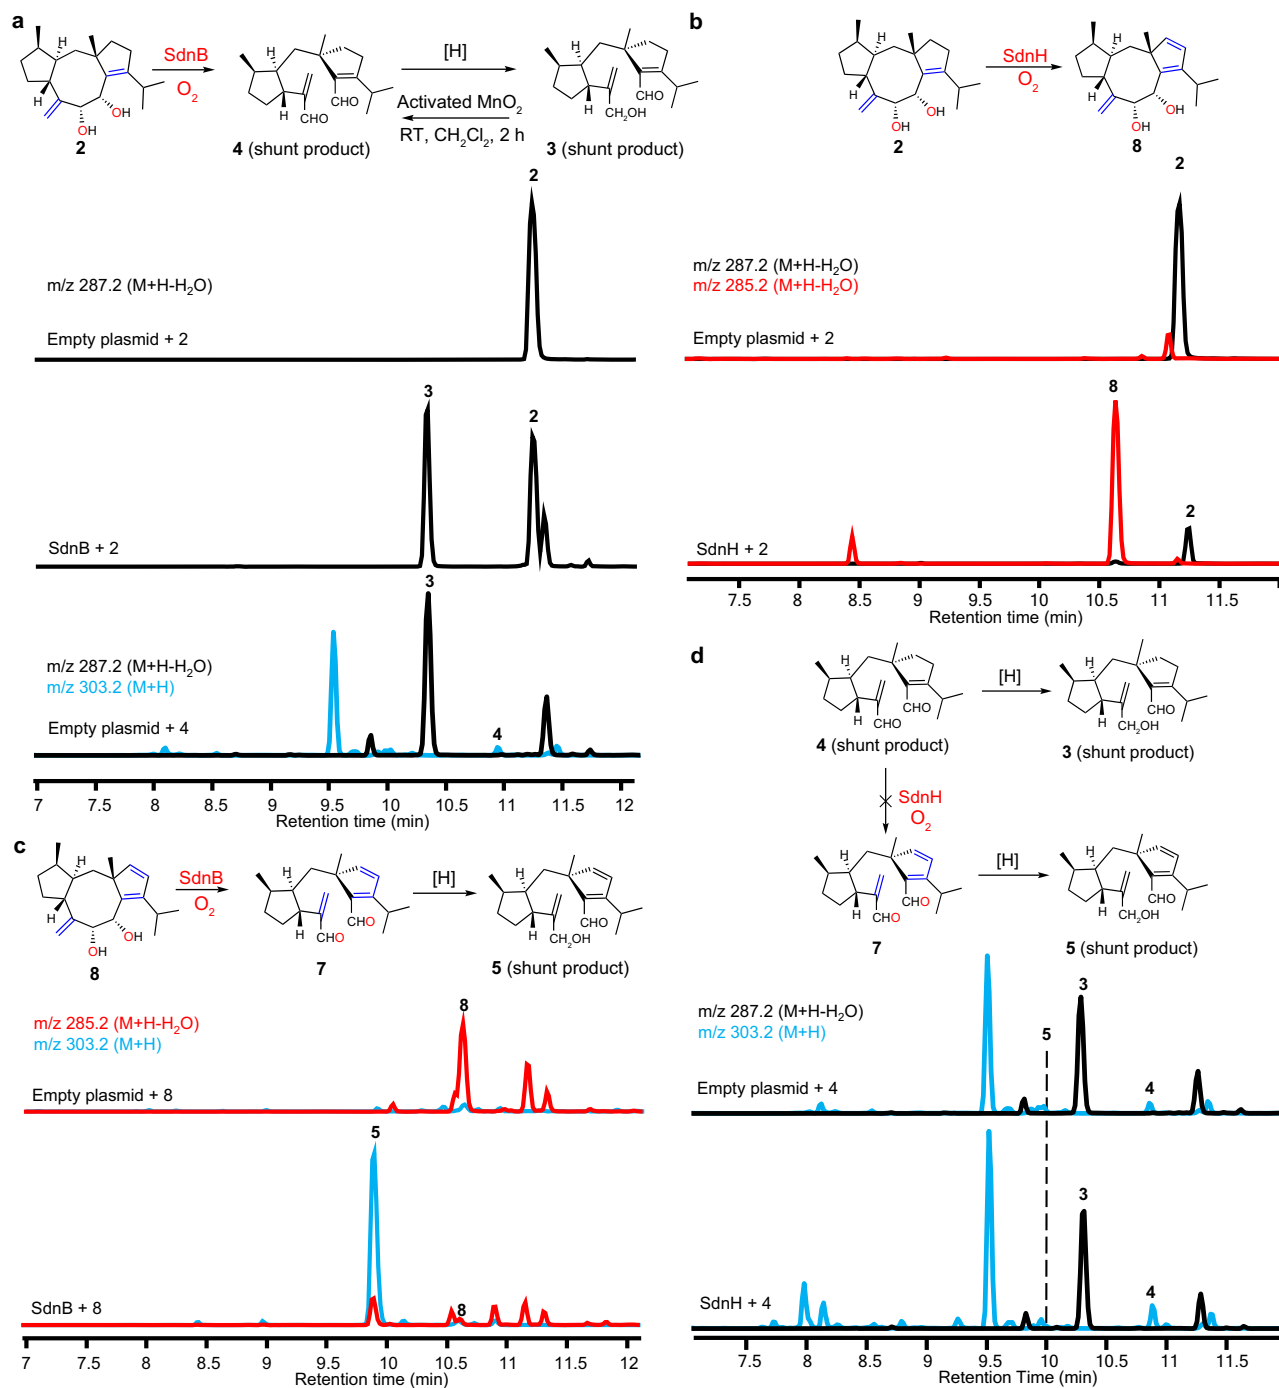 a
H
H
OH
OH
2
SdnB
O2
H
H
CHO
CHO
4 (shunt product)
[H]
Activated MnO2
RT, CH2Cl2, 2 h
H
H
CHO
CH2OH
3 (shunt product)
2
m/z 287.2 (M+H-H2O)
Empty plasmid + 2
3
2
SdnB + 2
3
m/z 287.2 (M+H-H2O)
m/z 303.2 (M+H)
Empty plasmid + 4
4
7 7.5 8 8.5 9 9.5 10 10.5 11 11.5 12
Retention time (min)
b
H
H
OH
OH
2
SdnH
O2
H
H
OH
OH
8
2
m/z 287.2 (M+H-H2O)
m/z 285.2 (M+H-H2O)
Empty plasmid + 2
8
2
SdnH + 2
7.5 8 8.5 9 9.5 10 10.5 11 11.5
Retention time (min)
c
H
H
OH
OH
8
SdnB
O2
H
H
CHO
CHO
7
[H]
H
H
CHO
CH2OH
5 (shunt product)
m/z 285.2 (M+H-H2O)
m/z 303.2 (M+H)
8
Empty plasmid + 8
5
SdnB + 8
8
7 7.5 8 8.5 9 9.5 10 10.5 11 11.5 12
Retention time (min)
d
H
H
CHO
CHO
4
(shunt product)
[H]
H
H
CHO
CH2OH
3 (shunt product)
SdnH
O2
H
H
CHO
CHO
7
[H]
H
H
CHO
CH2OH
5 (shunt product)
m/z 287.2 (M+H-H2O)
m/z 303.2 (M+H)
3
5
Empty plasmid + 4
4
3
SdnH + 4
4
7.5 8 8.5 9 9.5 10 10.5 11 11.5
Retention Time (min)